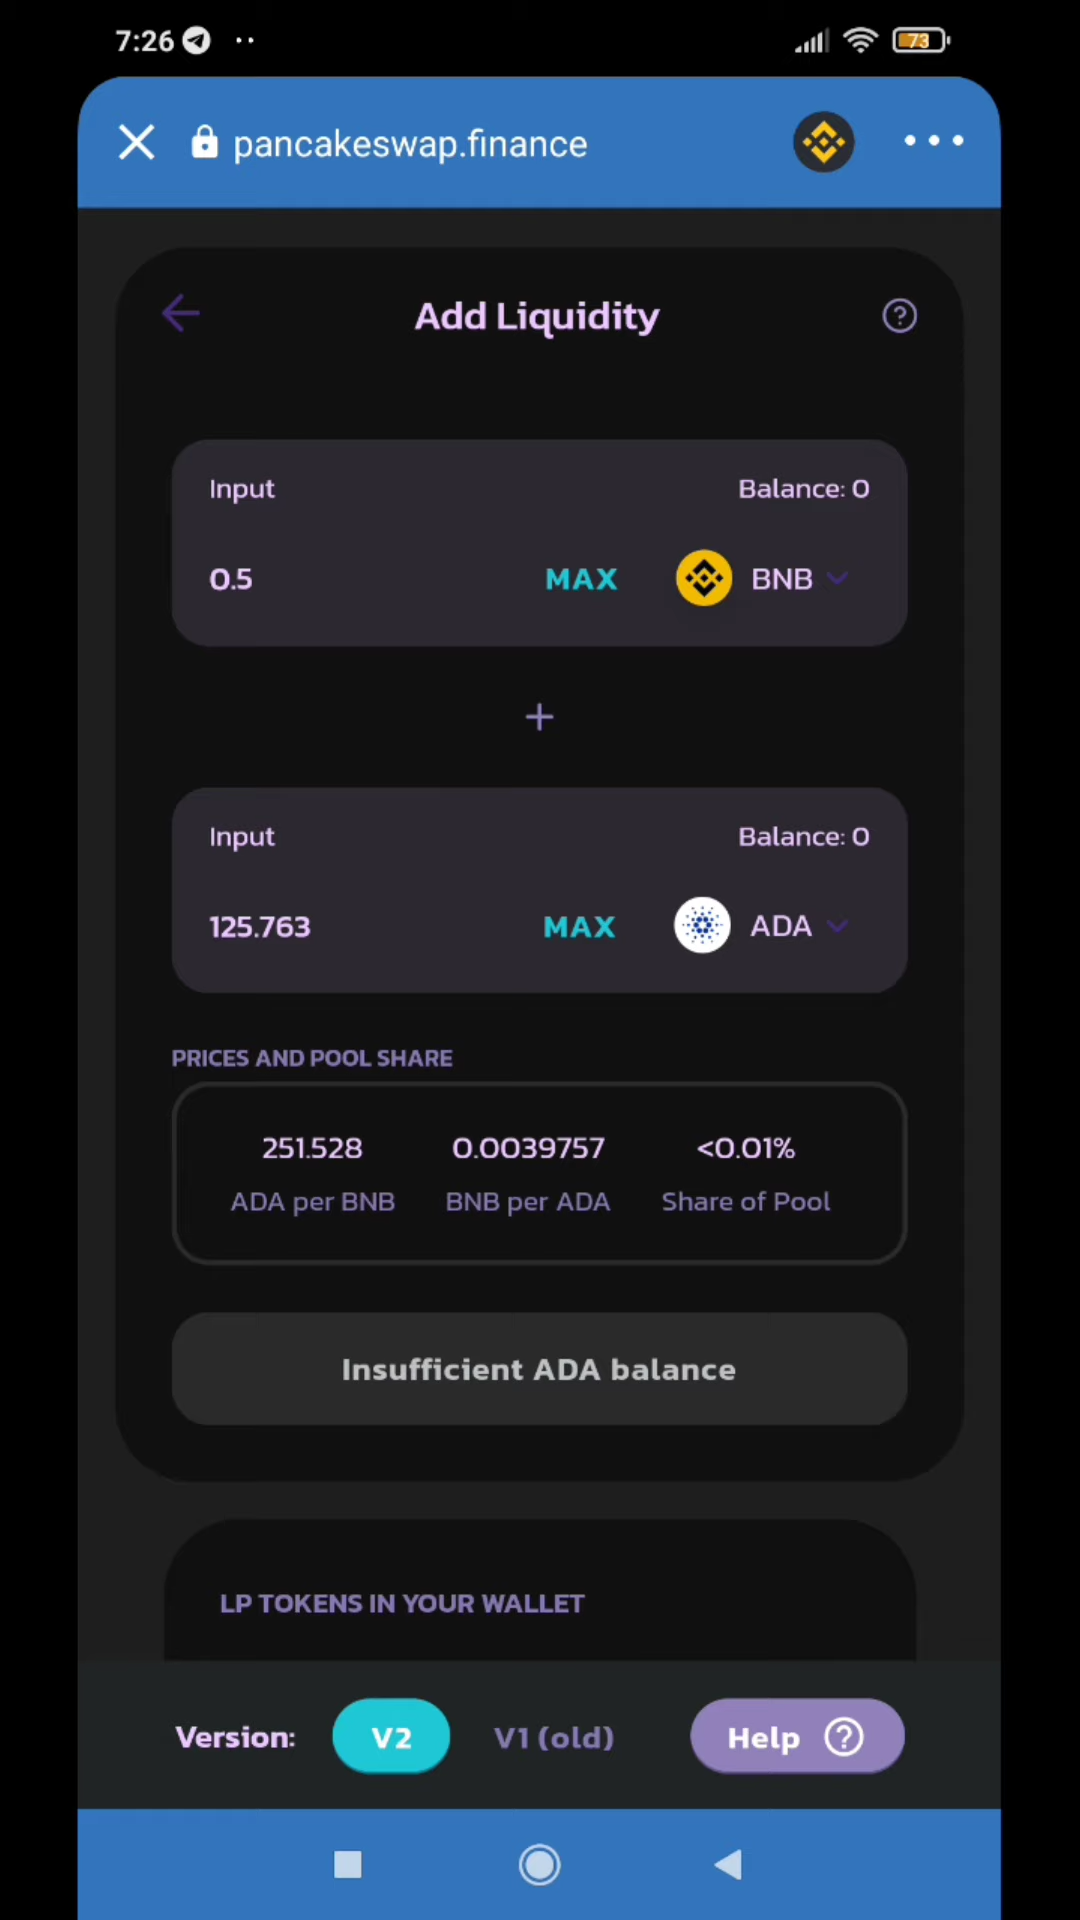 7:26
73
pancakeswap.finance
Add Liquidity
Input Balance: 0
0.5 MAX BNB
+
Input Balance: 0
125.763 MAX ADA
PRICES AND POOL SHARE
251.528 0.0039757 <0.01%
ADA per BNB BNB per ADA Share of Pool
Insufficient ADA balance
LP TOKENS IN YOUR WALLET
Version: V2 V1 (old) Help ?